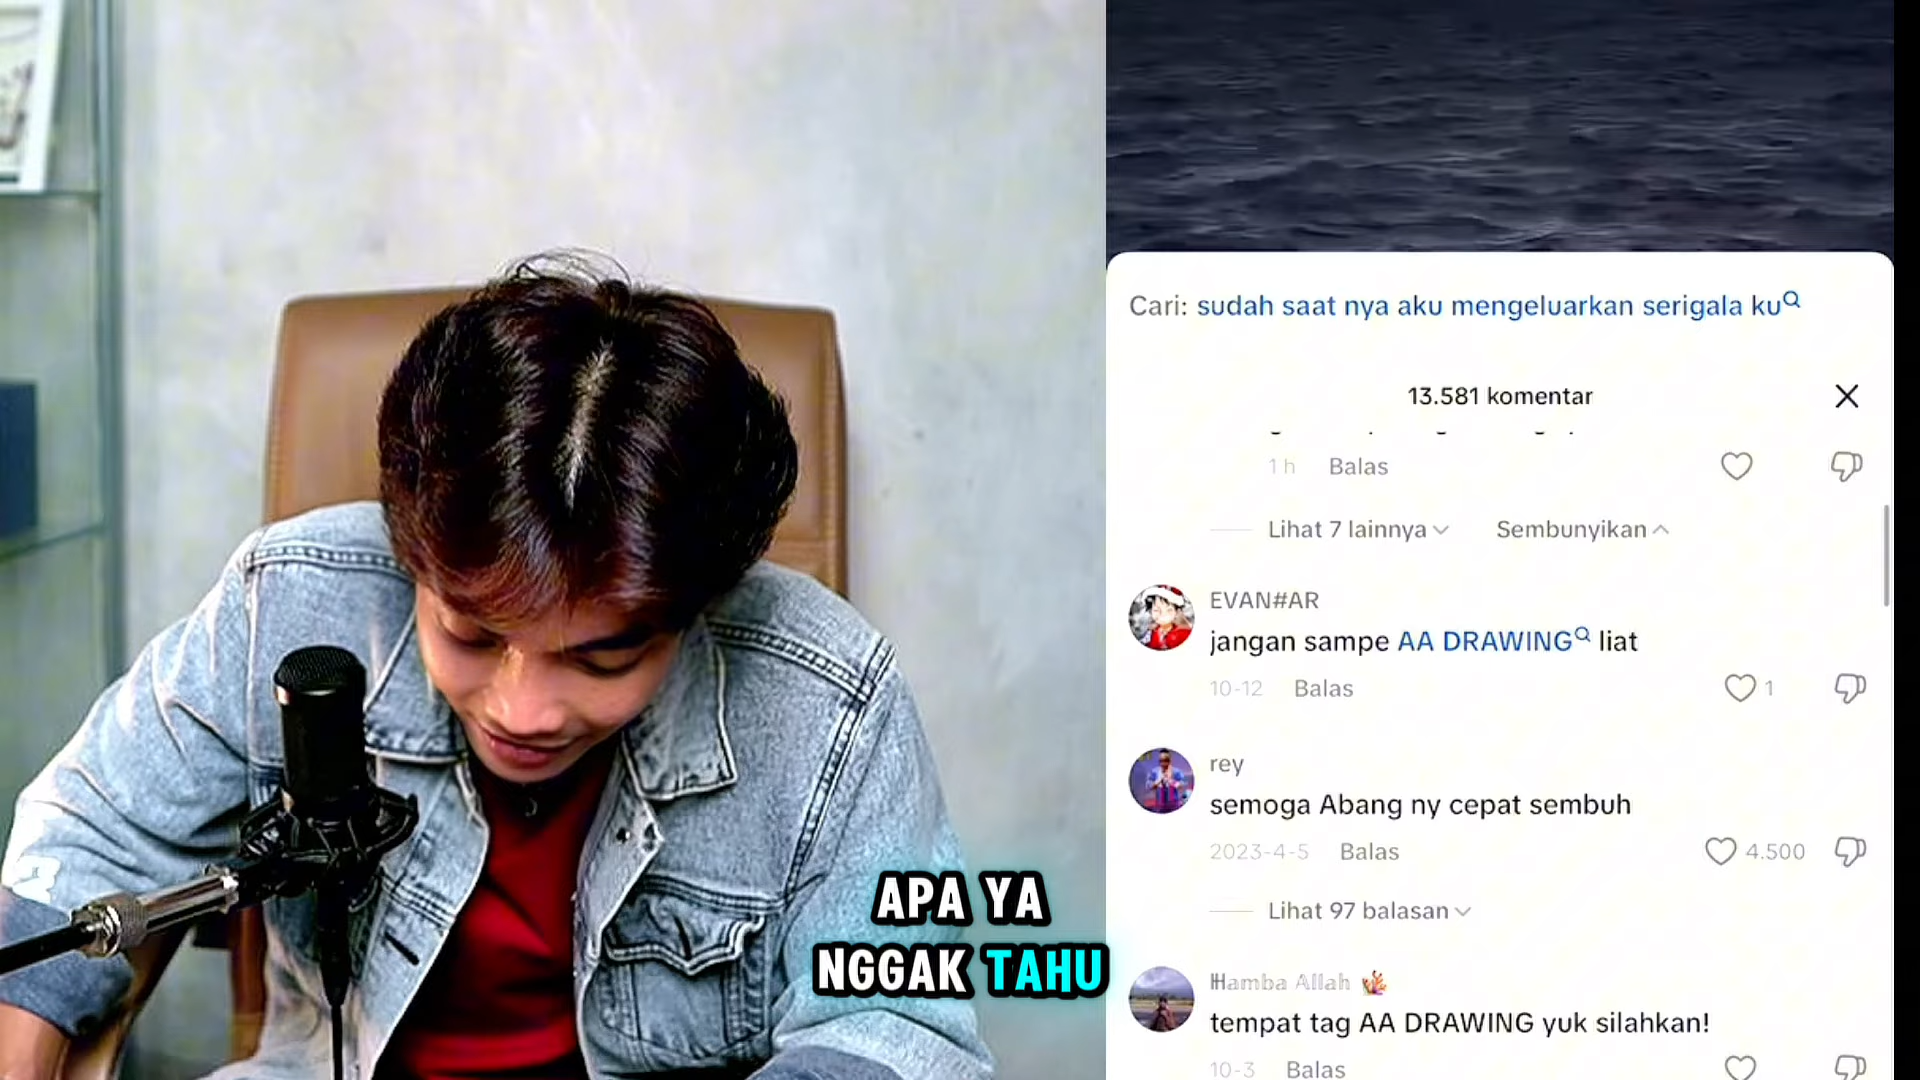 Cari: sudah saat nya aku mengeluarkan serigala ku
13.581 komentar
1 h Balas
Lihat 7 lainnya Sembunyikan
EVAN#AR
jangan sampe AA DRAWING liat
10-12 Balas 1
rey
semoga Abang ny cepat sembuh
2023-4-5 Balas 4.500
Lihat 97 balasan
Hamba Allah
tempat tag AA DRAWING yuk silahkan!
10-3 Balas
APA YA
NGGAK TAHU